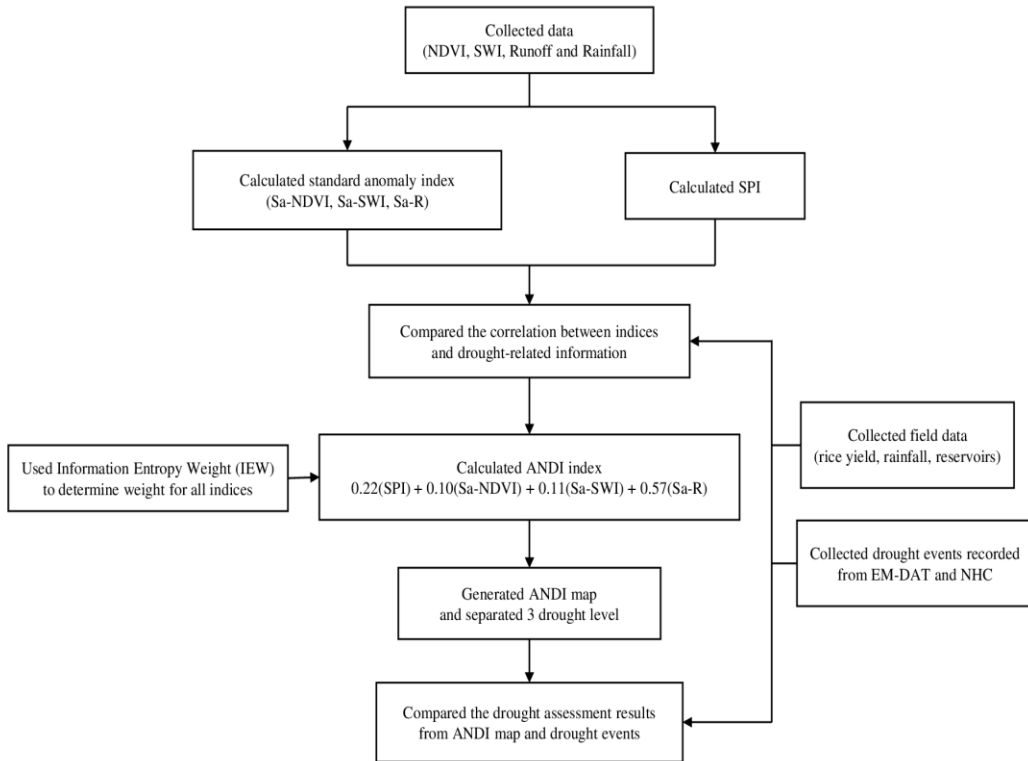 Collected data
(NDVI, SWI, Runoff and Rainfall)
Calculated standard anomaly index
(Sa-NDVI, Sa-SWI, Sa-R)
Calculated SPI
Compared the correlation between indices
and drought-related information
Collected field data
(rice yield, rainfall, reservoirs)
Used Information Entropy Weight (IEW)
to determine weight for all indices
Calculated ANDI index
0.22(SPI) + 0.10(Sa-NDVI) + 0.11(Sa-SWI) + 0.57(Sa-R)
Collected drought events recorded
from EM-DAT and NHC
Generated ANDI map
and separated 3 drought level
Compared the drought assessment results
from ANDI map and drought events